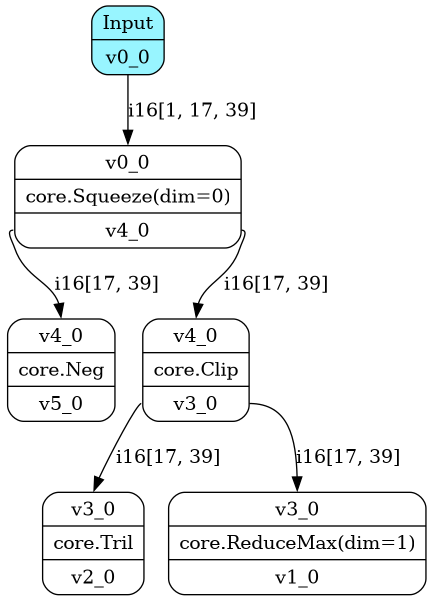 Input
v0_0
i16[1, 17, 39]
v0_0
core.Squeeze(dim=0)
v4_0
i16[17, 39]
i16[17, 39]
v4_0
core.Neg
v5_0
v4_0
core.Clip
v3_0
i16[17, 39]
i16[17, 39]
v3_0
core.Tril
v2_0
v3_0
core.ReduceMax(dim=1)
v1_0